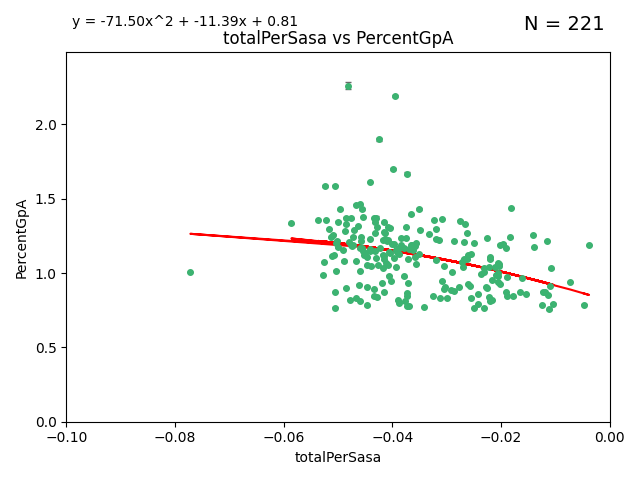 y = -71.50x^2 + -11.39x + 0.81
N = 221
totalPerSasa vs PercentGpA
PercentGpA
2.0
1.5
1.0
0.5
0.0
−0.10 −0.08 −0.06 −0.04 −0.02 0.00
totalPerSasa